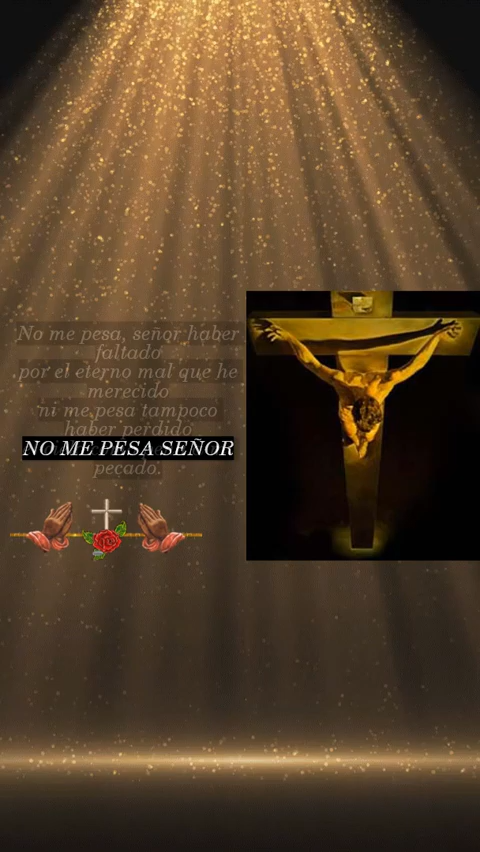 No me pesa, señor haber
faltado
por el eterno mal que he
merecido
ni me pesa tampoco
haber perdido
NO ME PESA SEÑOR
pecado.